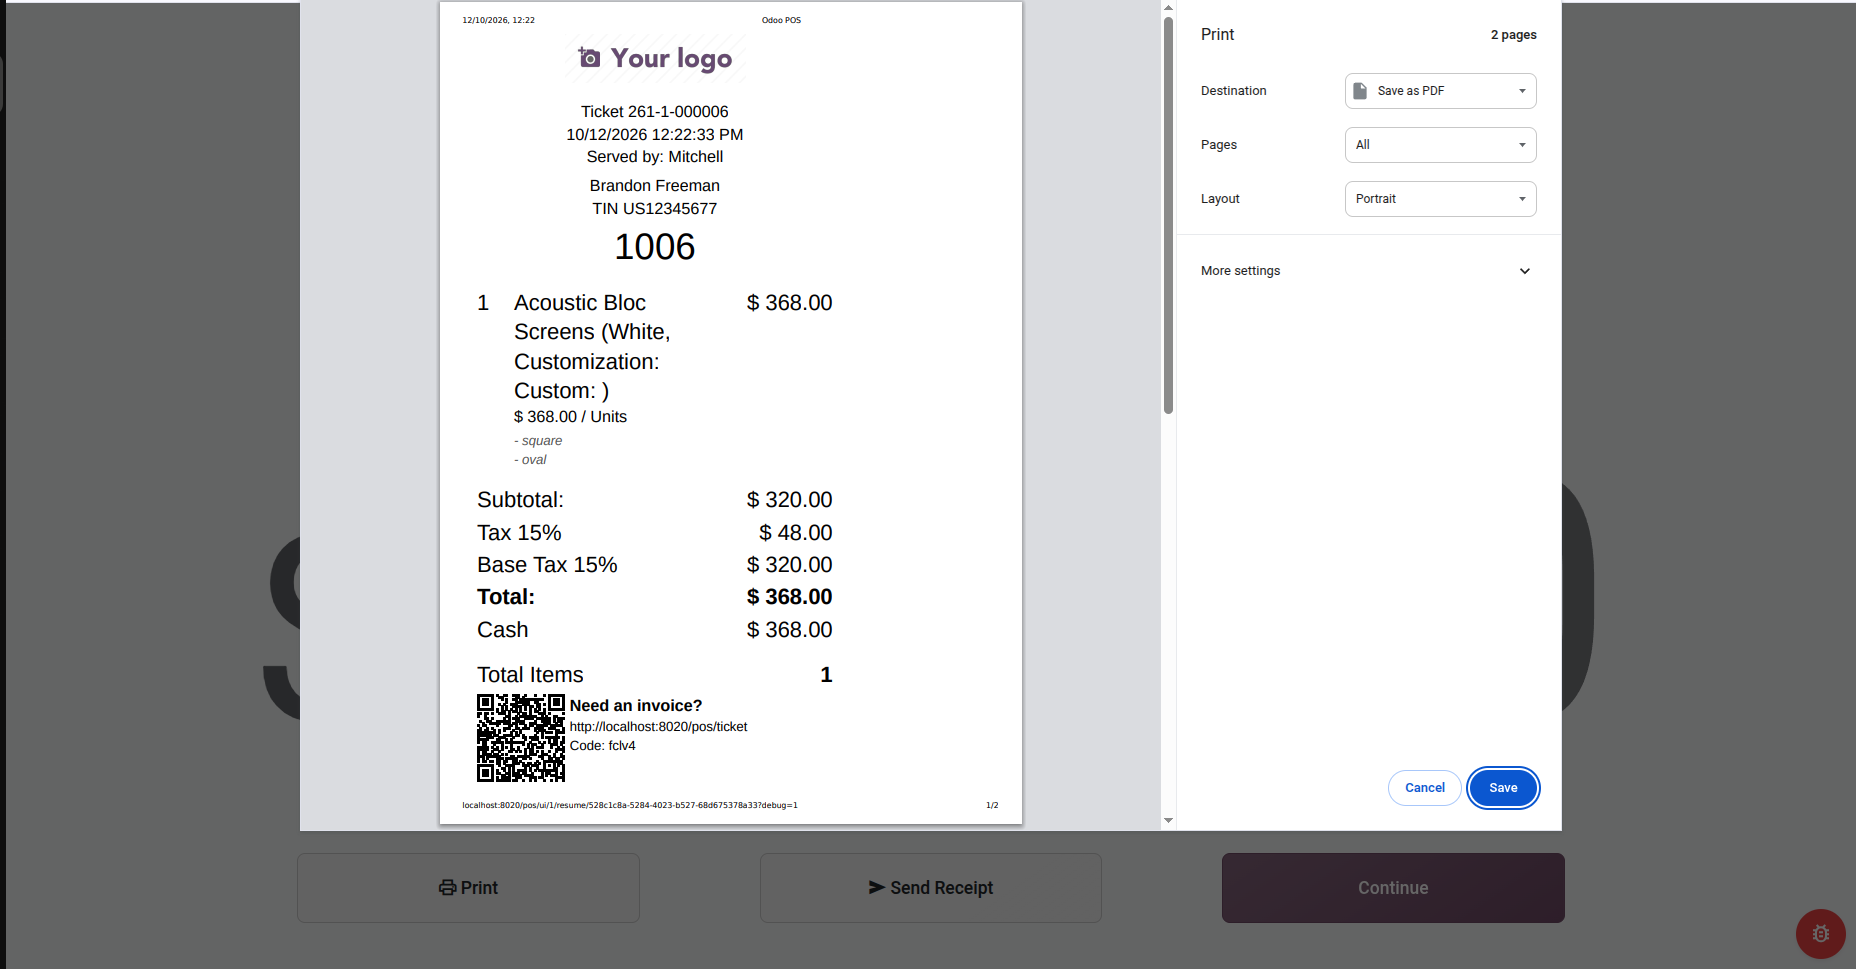 12/10/2026, 12:22 Odoo POS
Your logo
Ticket 261-1-000006
10/12/2026 12:22:33 PM
Served by: Mitchell
Brandon Freeman
TIN US12345677
1006
1 Acoustic Bloc $ 368.00
Screens (White,
Customization:
Custom: )
$ 368.00 / Units
- square
- oval
Subtotal: $ 320.00
Tax 15% $ 48.00
Base Tax 15% $ 320.00
Total: $ 368.00
Cash $ 368.00
Total Items 1
Need an invoice?
http://localhost:8020/pos/ticket
Code: fclv4
localhost:8020/pos/ui/1/resume/528c1c8a-5284-4023-b527-68d675378a33?debug=1 1/2
Print 2 pages
Destination Save as PDF
Pages All
Layout Portrait
More settings
Cancel Save
Print Send Receipt Continue